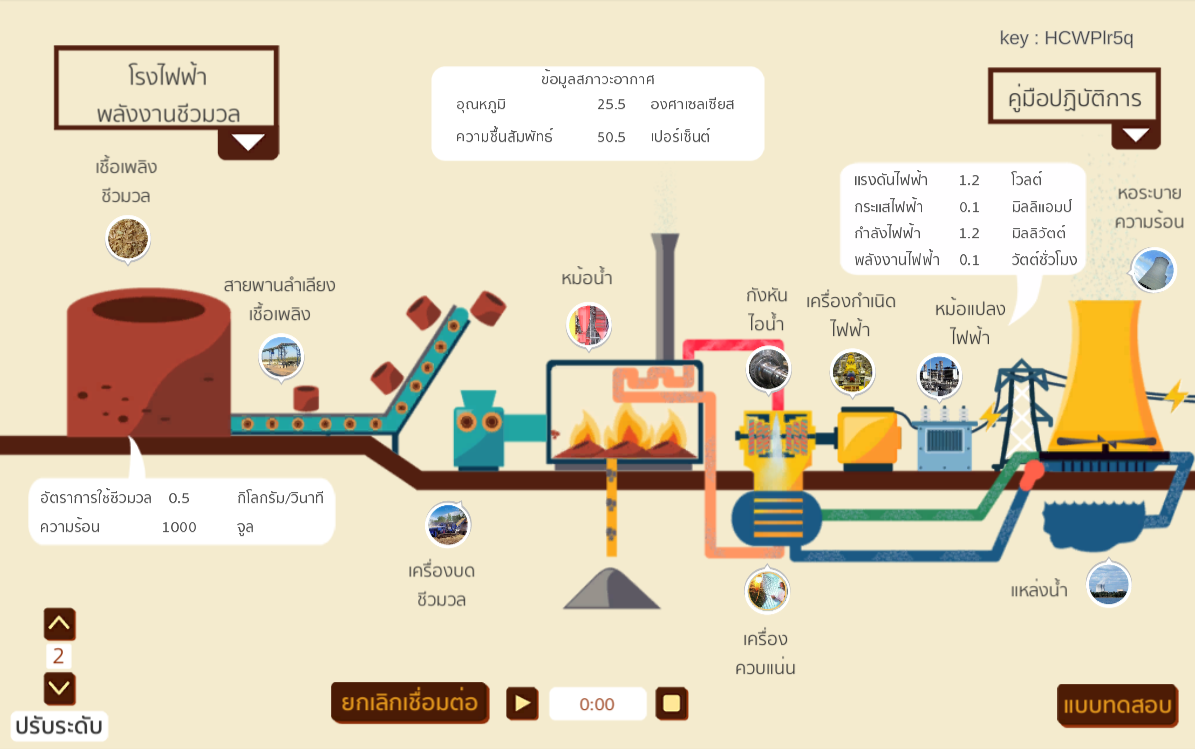 key : HCWPlr5q
โรงไฟฟ้า
พลังงานชีวมวล
ข้อมูลสภาวะอากาศ
อุณหภูมิ 25.5 องศาเซลเซียส
ความชื้นสัมพัทธ์ 50.5 เปอร์เซ็นต์
คู่มือปฏิบัติการ
เชื้อเพลิง
ชีวมวล
แรงดันไฟฟ้า 1.2 โวลต์
กระแสไฟฟ้า 0.1 มิลลิแอมป์
กำลังไฟฟ้า 1.2 มิลลิวัตต์
พลังงานไฟฟ้า 0.1 วัตต์ชั่วโมง
หอระบาย
ความร้อน
สายพานลำเลียง
เชื้อเพลิง
หม้อน้ำ
กังหัน
ไอน้ำ
เครื่องกำเนิด
ไฟฟ้า
หม้อแปลง
ไฟฟ้า
อัตราการใช้ชีวมวล 0.5 กิโลกรัม/วินาที
ความร้อน 1000 จูล
เครื่องบด
ชีวมวล
แหล่งน้ำ
เครื่อง
ควบแน่น
2
ปรับระดับ
ยกเลิกเชื่อมต่อ
0:00
แบบทดสอบ